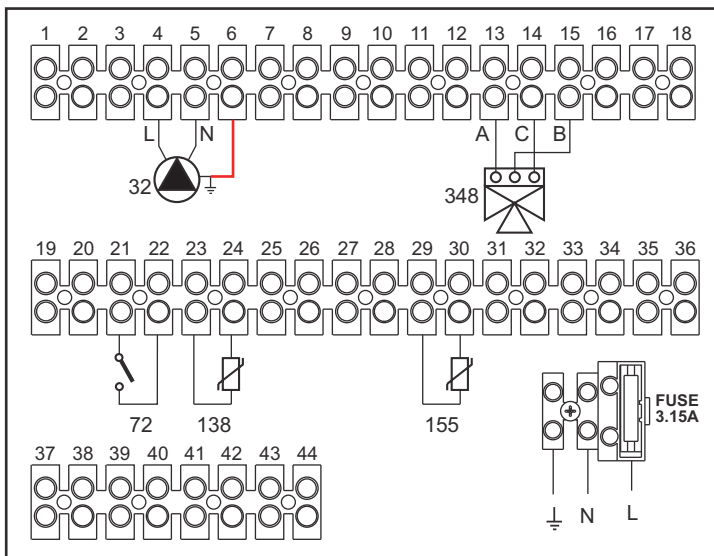 1 2 3 4 5 6 7 8 9 10 11 12 13 14 15 16 17 18
L N A C B
32 348
19 20 21 22 23 24 25 26 27 28 29 30 31 32 33 34 35 36
FUSE
3.15A
72 138 155
37 38 39 40 41 42 43 44
N L